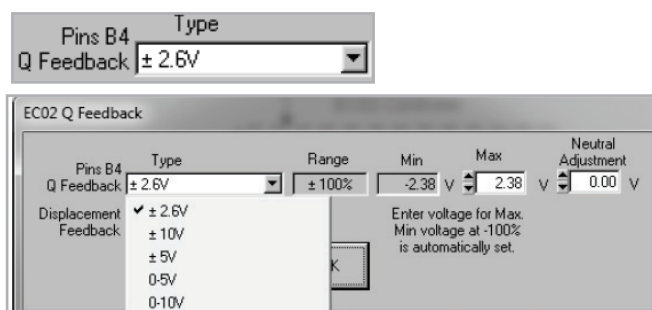 Type
Pins B4
Q Feedback ± 2.6V
EC02 Q Feedback
Neutral
Type Range Min Max Adjustment
Pins B4
Q Feedback ± 2.6V ± 100% -2.38 V 2.38 V 0.00 V
Displacement
Feedback
✔ ± 2.6V
± 10V
± 5V
0-5V
0-10V
Enter voltage for Max.
Min voltage at -100%
is automatically set.
K